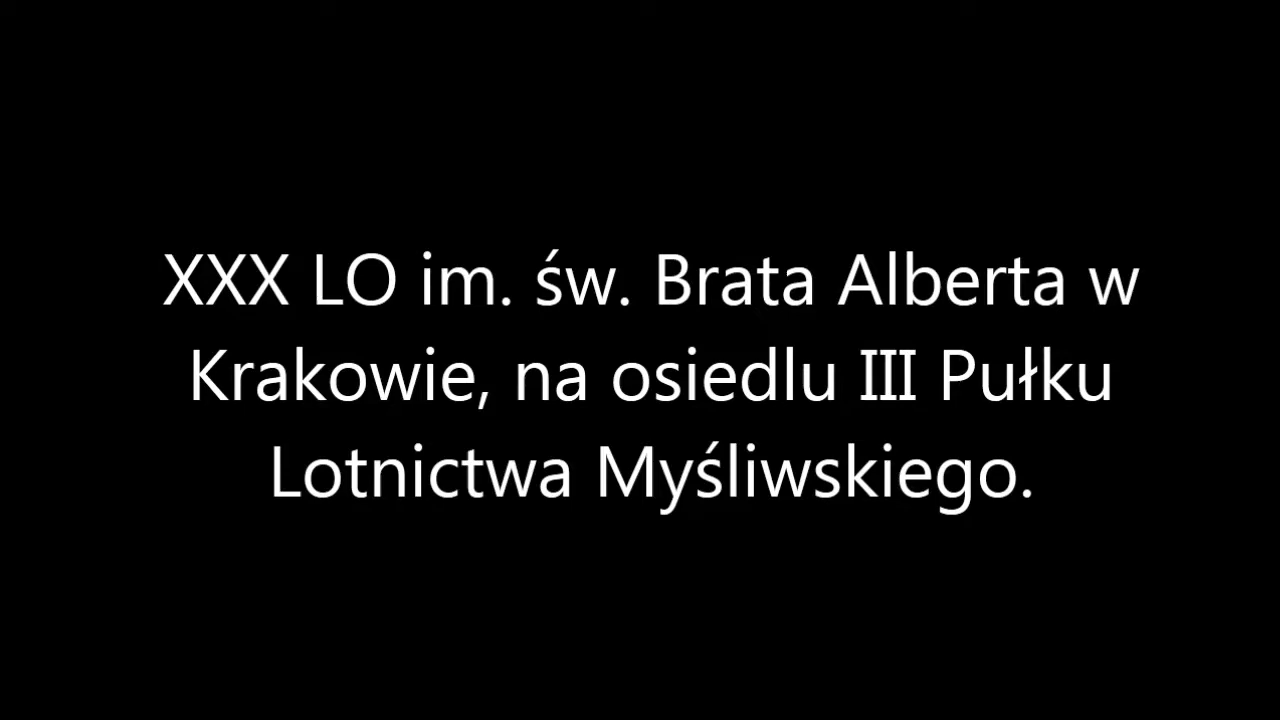 XXX LO im. św. Brata Alberta w
Krakowie, na osiedlu III Pułku
Lotnictwa Myśliwskiego.